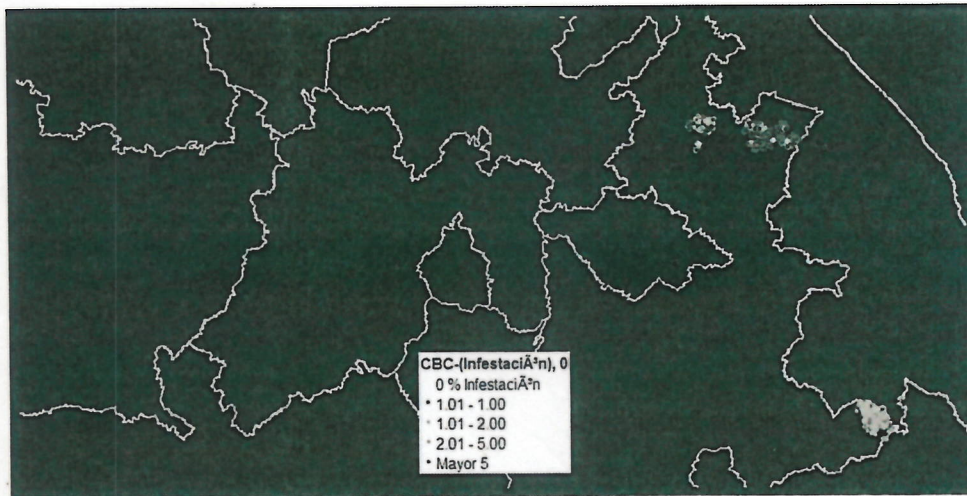 CBC-(InfestaciÃ³n), 0
0 % InfestaciÃ³n
1.01 - 1.00
1.01 - 2.00
2.01 - 5.00
Mayor 5